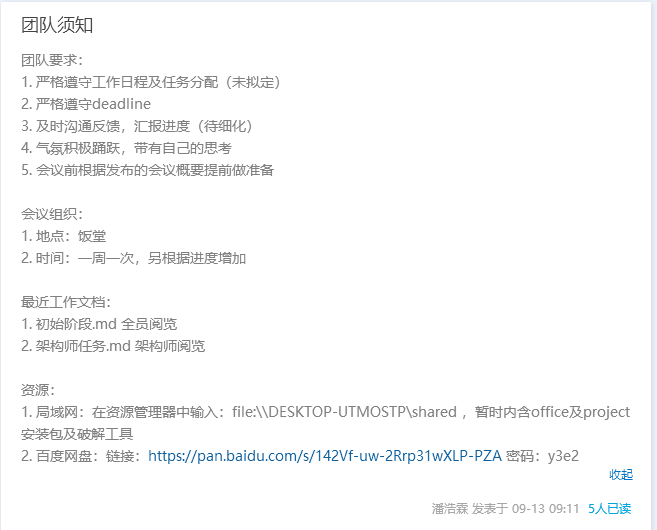 团队须知
团队要求：
1. 严格遵守工作日程及任务分配（未拟定）
2. 严格遵守deadline
3. 及时沟通反馈，汇报进度（待细化）
4. 气氛积极踊跃，带有自己的思考
5. 会议前根据发布的会议概要提前做准备
会议组织：
1. 地点：饭堂
2. 时间：一周一次，另根据进度增加
最近工作文档：
1. 初始阶段.md 全员阅览
2. 架构师任务.md 架构师阅览
资源：
1. 局域网：在资源管理器中输入：file:\\DESKTOP-UTMOSTP\shared ，暂时内含office及project
安装包及破解工具
2. 百度网盘：链接：https://pan.baidu.com/s/142Vf-uw-2Rrp31wXLP-PZA 密码：y3e2
收起
潘浩霖 发表于 09-13 09:11 5人已读